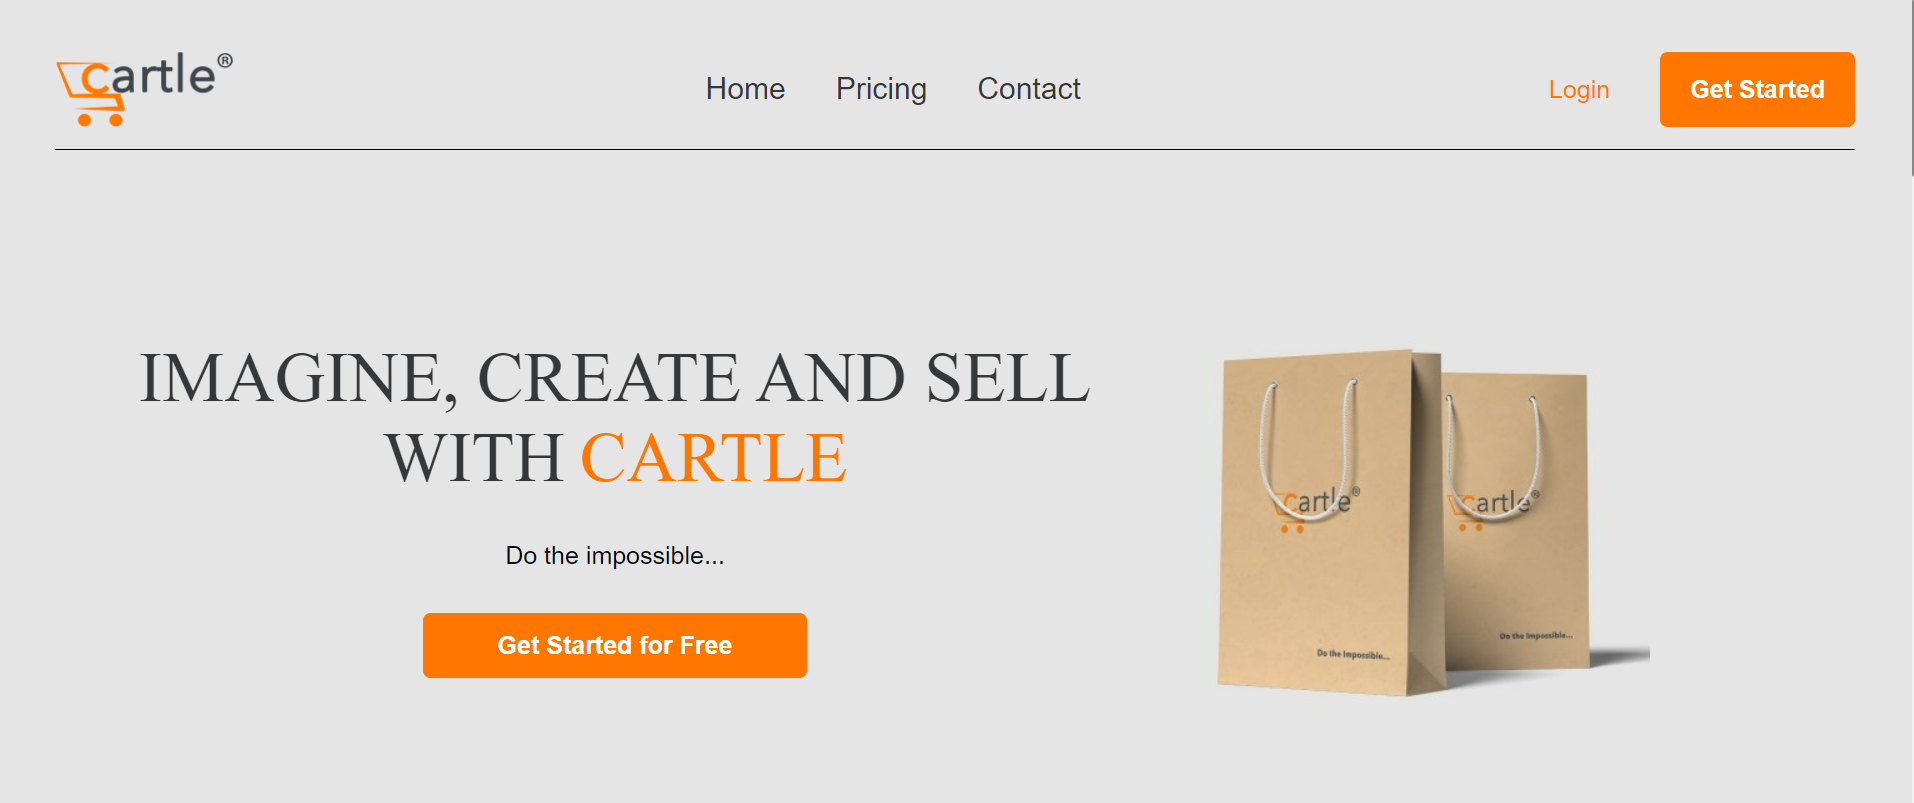 cartle®
Home
Pricing
Contact
Login
Get Started
IMAGINE, CREATE AND SELL
WITH CARTLE
Do the impossible...
Get Started for Free
cartle®
Do the Impossible...
cartle®
Do the Impossible...